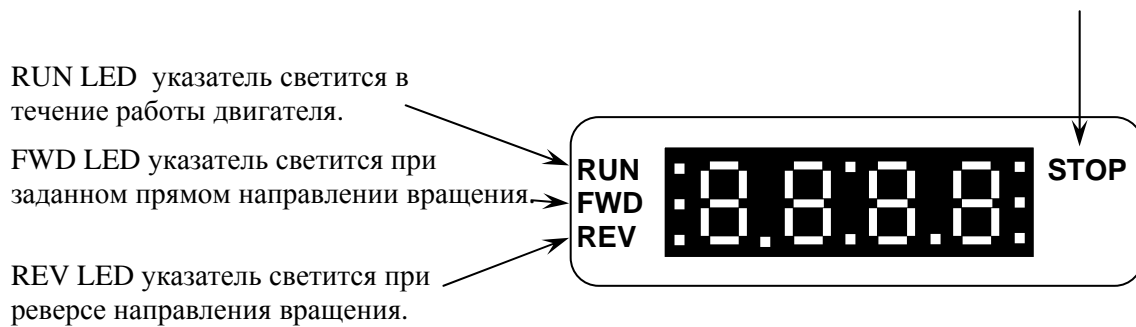 RUN LED указатель светится в
течение работы двигателя.
FWD LED указатель светится при
заданном прямом направлении вращения.
REV LED указатель светится при
реверсе направления вращения.
RUN
FWD
REV
8.8.8.8
STOP